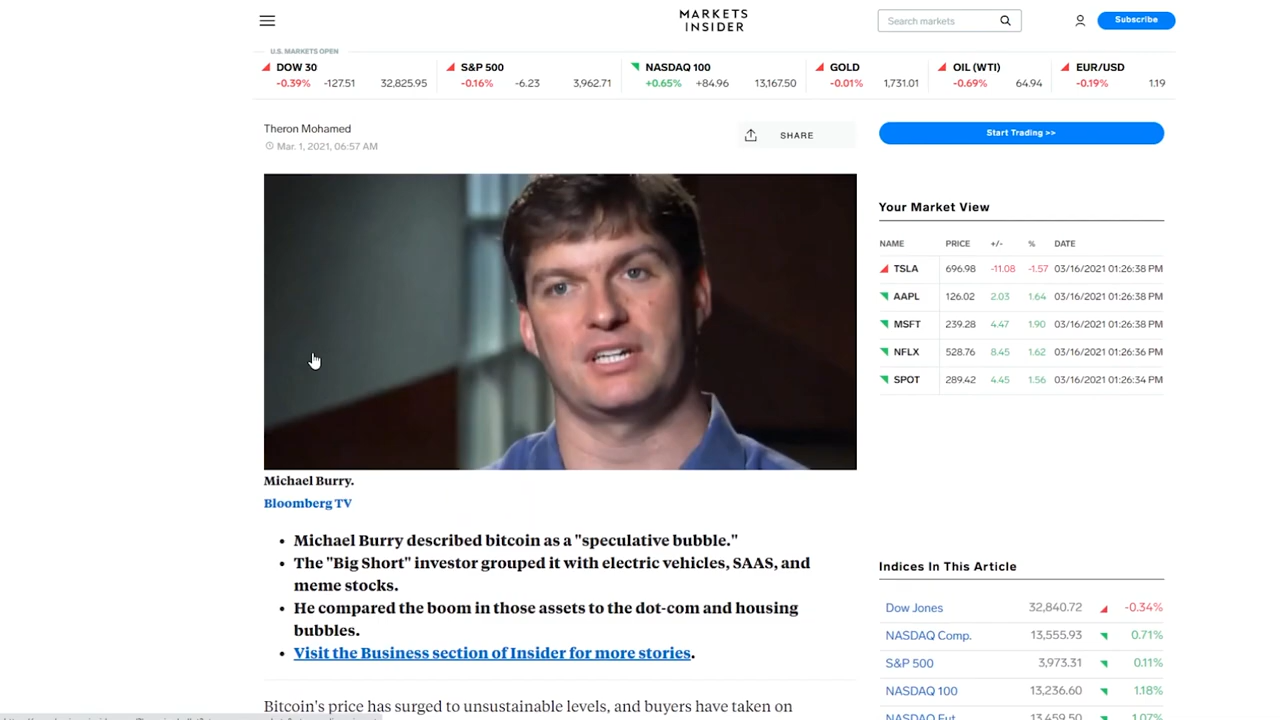 MARKETS
INSIDER
Search markets
Subscribe
U.S. MARKETS OPEN
DOW 30
-0.39% -127.51 32,825.95
S&P 500
-0.16% -6.23 3,962.71
NASDAQ 100
+0.65% +84.96 13,167.50
GOLD
-0.01% 1,731.01
OIL (WTI)
-0.69% 64.94
EUR/USD
-0.19% 1.19
Theron Mohamed
Mar. 1, 2021, 06:57 AM
SHARE
Start Trading >>
Michael Burry.
Bloomberg TV
• Michael Burry described bitcoin as a "speculative bubble."
• The "Big Short" investor grouped it with electric vehicles, SAAS, and
meme stocks.
• He compared the boom in those assets to the dot-com and housing
bubbles.
• Visit the Business section of Insider for more stories.
Bitcoin's price has surged to unsustainable levels, and buyers have taken on
Your Market View
NAME PRICE +/- % DATE
TSLA 696.98 -11.08 -1.57 03/16/2021 01:26:38 PM
AAPL 126.02 2.03 1.64 03/16/2021 01:26:38 PM
MSFT 239.28 4.47 1.90 03/16/2021 01:26:38 PM
NFLX 528.76 8.45 1.62 03/16/2021 01:26:36 PM
SPOT 289.42 4.45 1.56 03/16/2021 01:26:34 PM
Indices In This Article
Dow Jones 32,840.72 -0.34%
NASDAQ Comp. 13,555.93 0.71%
S&P 500 3,973.31 0.11%
NASDAQ 100 13,236.60 1.18%
NASDAQ Fut 13,459.50 1.07%